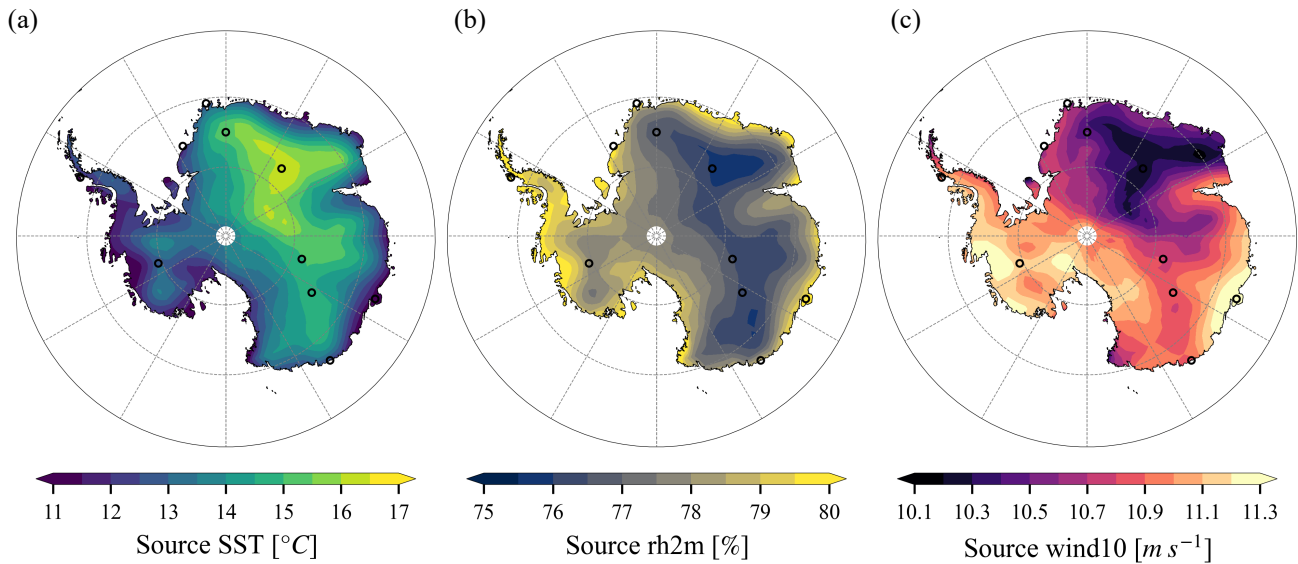 (a)
(b)
(c)
11 12 13 14 15 16 17
Source SST [°C]
75 76 77 78 79 80
Source rh2m [%]
10.1 10.3 10.5 10.7 10.9 11.1 11.3
Source wind10 [m s⁻¹]